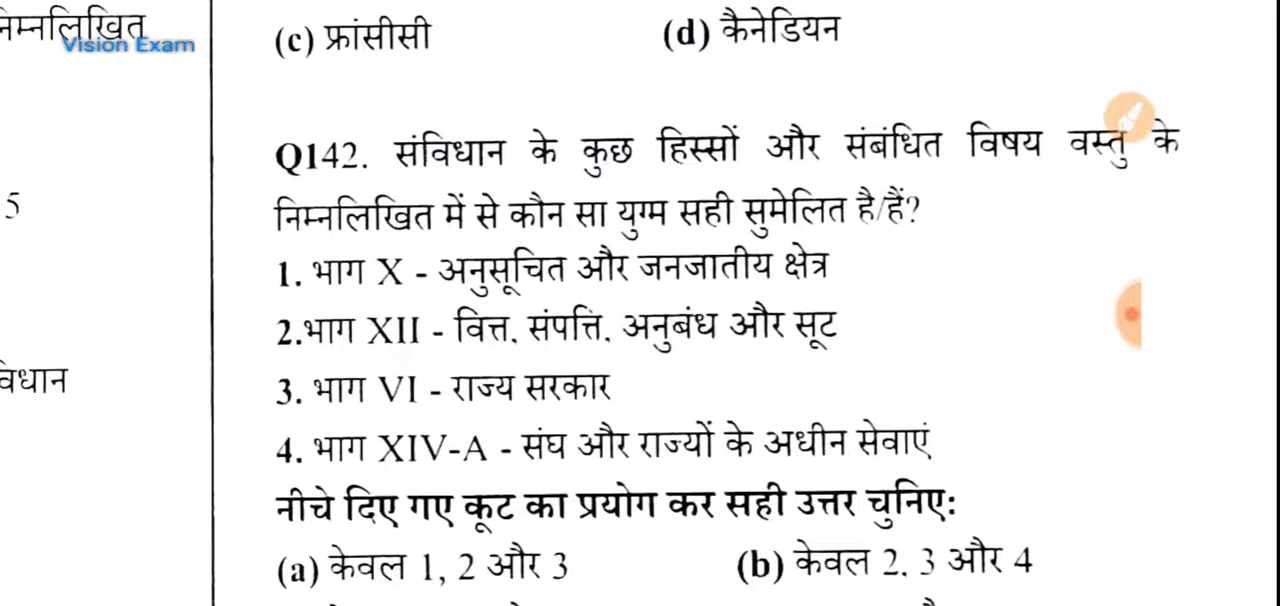 निम्नलिखित
Vision Exam
5
विधान
(c) फ्रांसीसी (d) कैनेडियन
Q142. संविधान के कुछ हिस्सों और संबंधित विषय वस्तु के
निम्नलिखित में से कौन सा युग्म सही सुमेलित है/हैं?
1. भाग X - अनुसूचित और जनजातीय क्षेत्र
2.भाग XII - वित्त, संपत्ति, अनुबंध और सूट
3. भाग VI - राज्य सरकार
4. भाग XIV-A - संघ और राज्यों के अधीन सेवाएं
नीचे दिए गए कूट का प्रयोग कर सही उत्तर चुनिए:
(a) केवल 1, 2 और 3 (b) केवल 2, 3 और 4